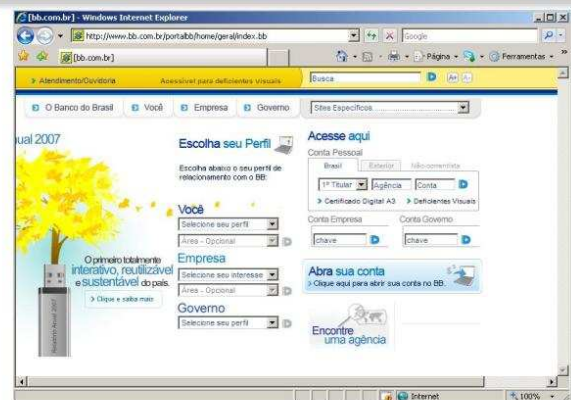 [bb.com.br] - Windows Internet Explorer
http://www.bb.com.br/portalbb/home/geral/index.bb
Google
[bb.com.br]
Página
Ferramentas
Atendimento/Ouvidoria
Acessível para deficientes visuais
Busca
A+ A-
O Banco do Brasil
Você
Empresa
Governo
Sites Específicos
ual 2007
Escolha seu Perfil
Escolha abaixo o seu perfil de
relacionamento com o BB:
Você
Selecione seu perfil
Área - Opcional
Empresa
Selecione seu interesse
Área - Opcional
Governo
Selecione seu perfil
O primeiro totalmente
interativo, reutilizável
e sustentável do país.
Clique e saiba mais
Relatório Anual 2007
Acesse aqui
Conta Pessoal
Brasil
Exterior
Não-correntista
1º Titular
Agência
Conta
Certificado Digital A3
Deficientes Visuais
Conta Empresa
Conta Governo
chave
chave
Abra sua conta
Clique aqui para abrir sua conta no BB.
Encontre
uma agência
Internet
100%